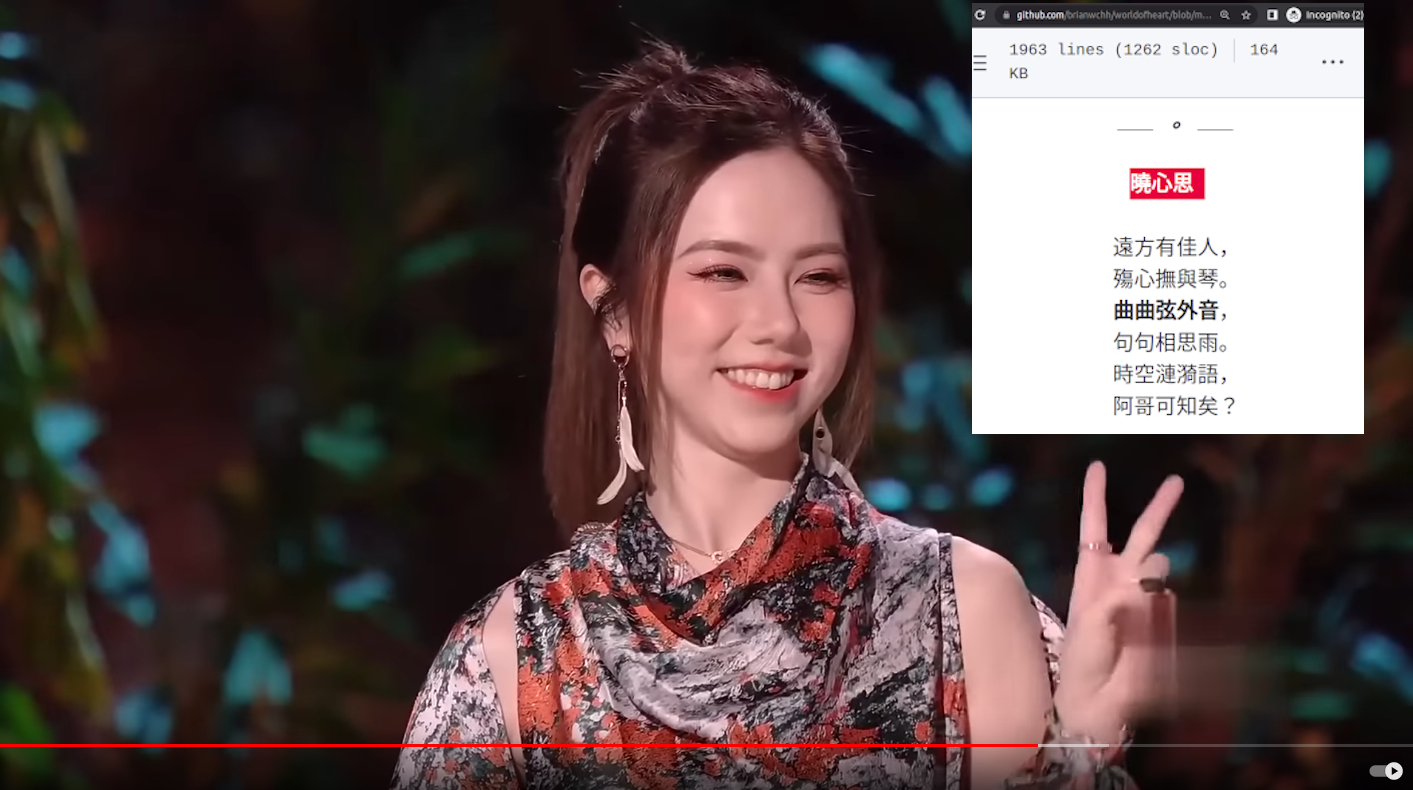 github.com/brianwchh/worldofheart/blob/m...
Incognito (2)
1963 lines (1262 sloc)
164
KB
曉心思
遠方有佳人，
殤心撫與琴。
曲曲弦外音，
句句相思雨。
時空漣漪語，
阿哥可知矣？